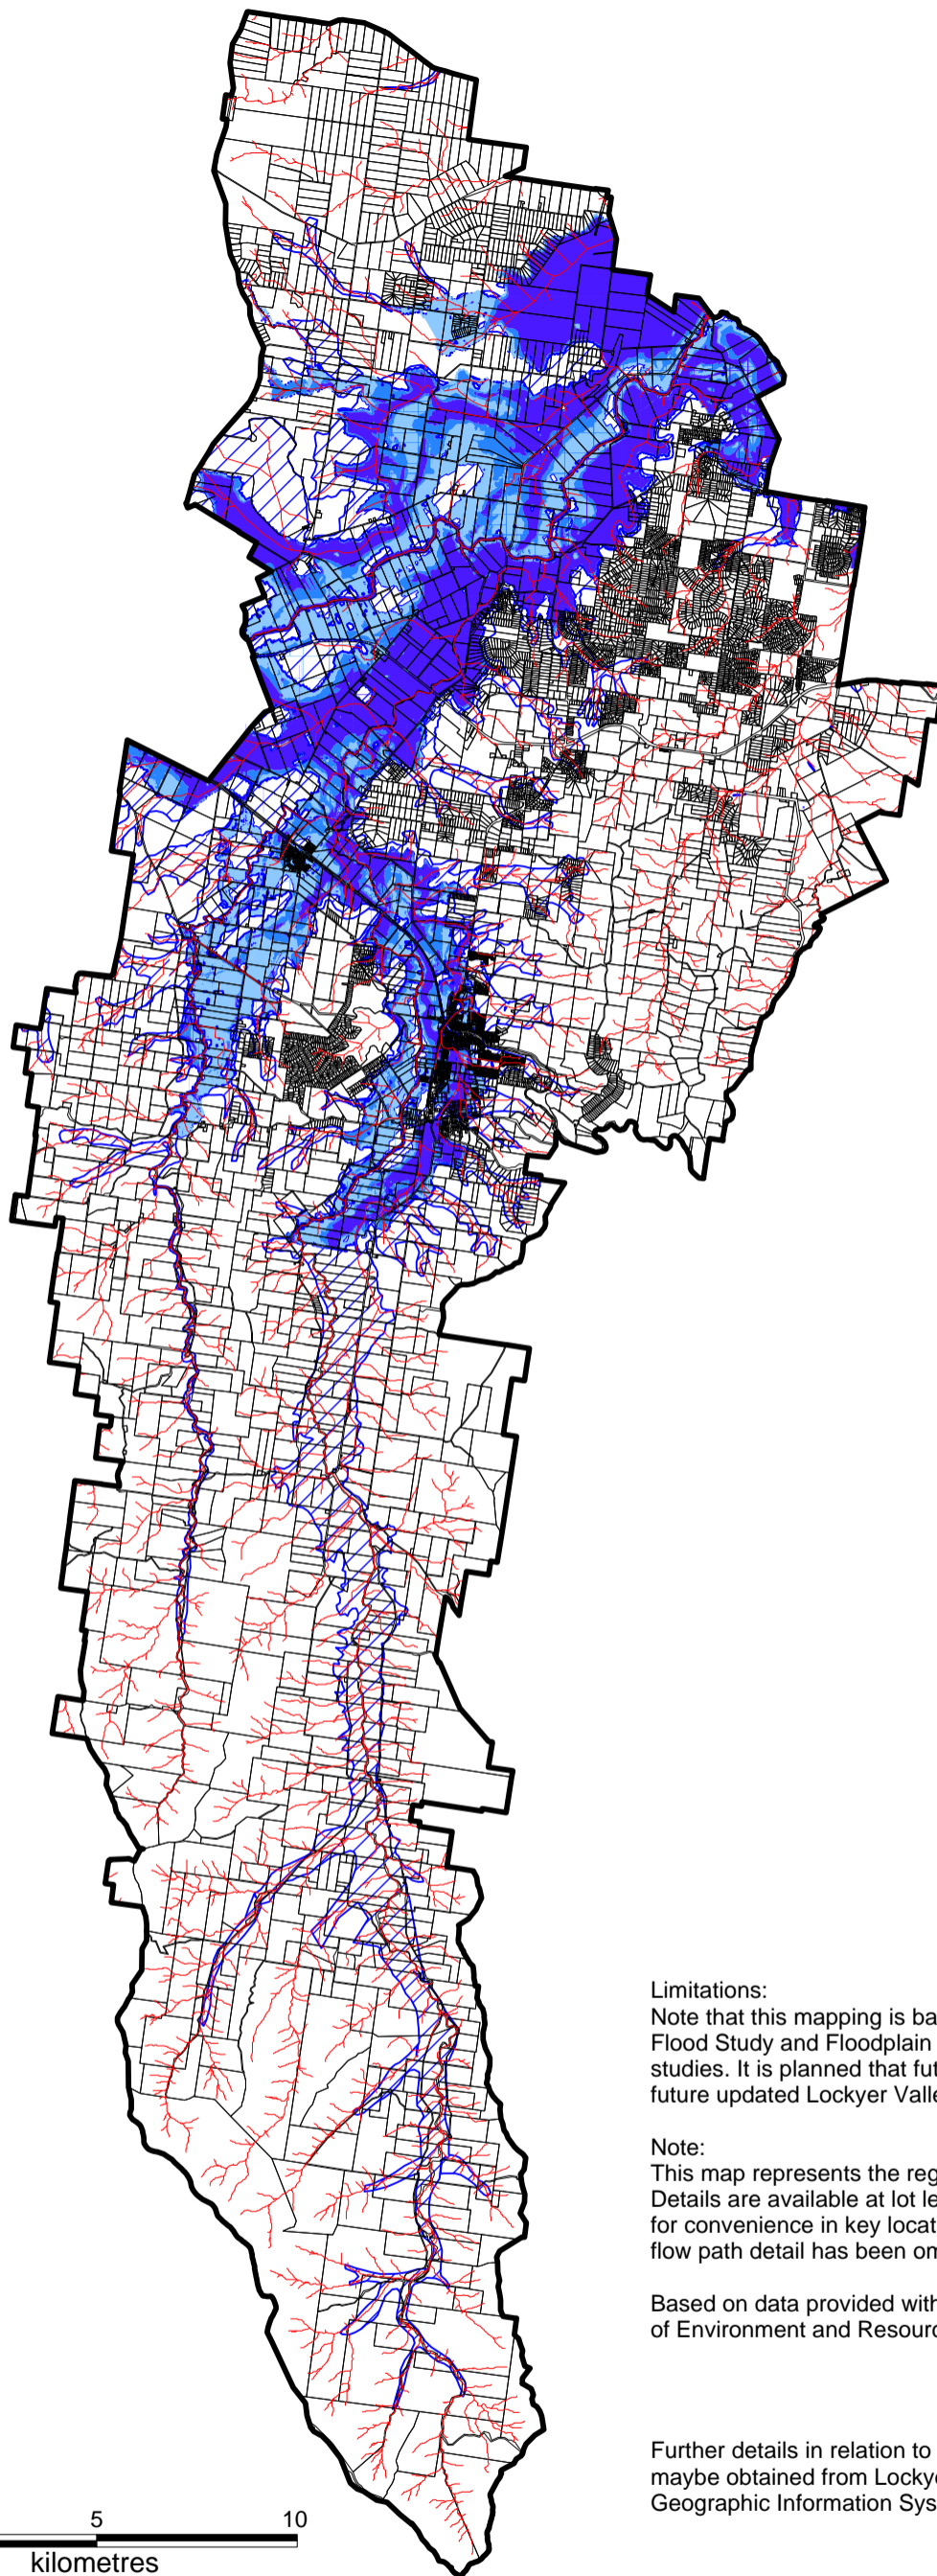 Limitations:
Note that this mapping is ba
Flood Study and Floodplain
studies. It is planned that fut
future updated Lockyer Valle
Note:
This map represents the reg
Details are available at lot le
for convenience in key locat
flow path detail has been om
Based on data provided with
of Environment and Resourc
Further details in relation to
maybe obtained from Lockye
Geographic Information Sys
5 10
kilometres